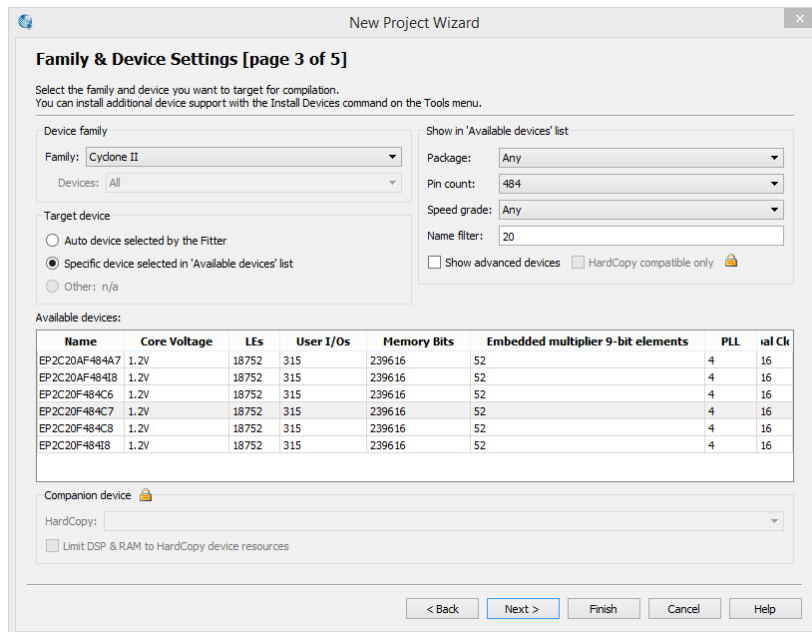 New Project Wizard
Family & Device Settings [page 3 of 5]
Select the family and device you want to target for compilation.
You can install additional device support with the Install Devices command on the Tools menu.
Device family
Family: Cyclone II
Devices: All
Target device
Auto device selected by the Fitter
Specific device selected in 'Available devices' list
Other: n/a
Show in 'Available devices' list
Package: Any
Pin count: 484
Speed grade: Any
Name filter: 20
Show advanced devices HardCopy compatible only
Available devices:
Name Core Voltage LEs User I/Os Memory Bits Embedded multiplier 9-bit elements PLL
EP2C20AF484A7 1.2V 18752 315 239616 52 4 16
EP2C20AF484I8 1.2V 18752 315 239616 52 4 16
EP2C20F484C6 1.2V 18752 315 239616 52 4 16
EP2C20F484C7 1.2V 18752 315 239616 52 4 16
EP2C20F484C8 1.2V 18752 315 239616 52 4 16
EP2C20F484I8 1.2V 18752 315 239616 52 4 16
Companion device
HardCopy:
Limit DSP & RAM to HardCopy device resources
< Back Next > Finish Cancel Help